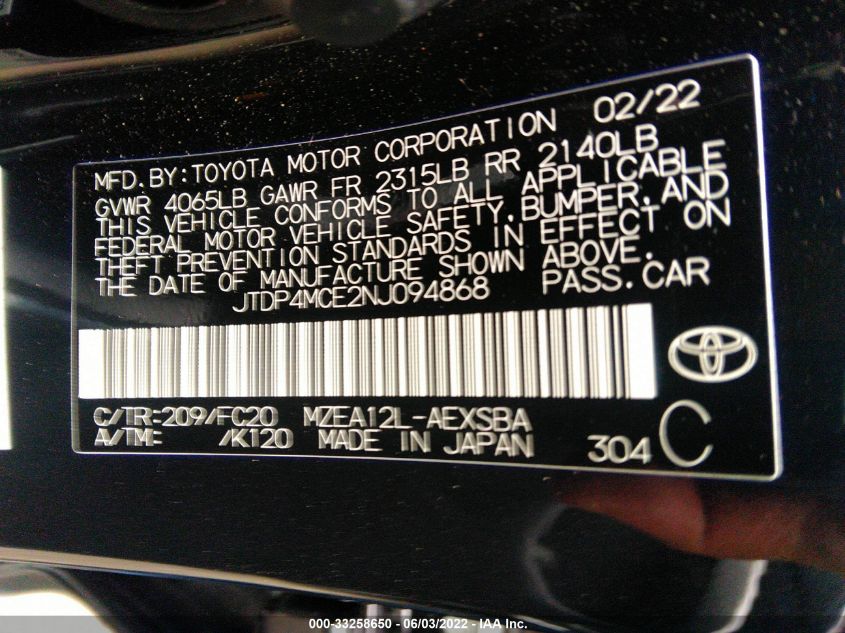 MFD.BY:TOYOTA MOTOR CORPORATION 02/22
GVWR 4065LB GAWR FR 2315LB RR 2140LB
THIS VEHICLE CONFORMS TO ALL APPLICABLE
FEDERAL MOTOR VEHICLE SAFETY,BUMPER,AND
THEFT PREVENTION STANDARDS IN EFFECT ON
THE DATE OF MANUFACTURE SHOWN ABOVE.
JTDP4MCE2NJ094868 PASS.CAR
C/TR:209/FC20 MZEA12L-AEXSBA
A/TM: /K120 MADE IN JAPAN 304 C
000-33258650 - 06/03/2022 - IAA Inc.